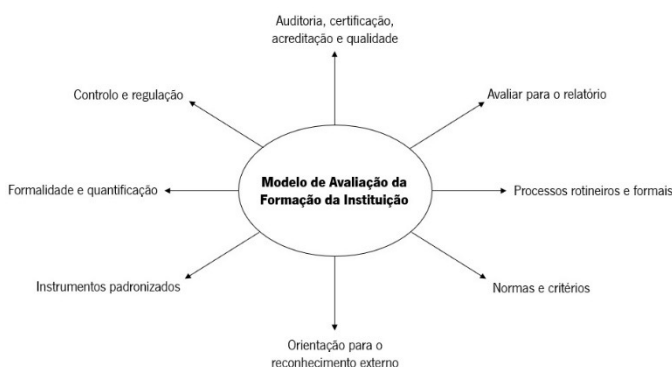 Auditoria, certificação,
acreditação e qualidade
Controlo e regulação
Avaliar para o relatório
Modelo de Avaliação da
Formação da Instituição
Formalidade e quantificação
Processos rotineiros e formais
Instrumentos padronizados
Normas e critérios
Orientação para o
reconhecimento externo